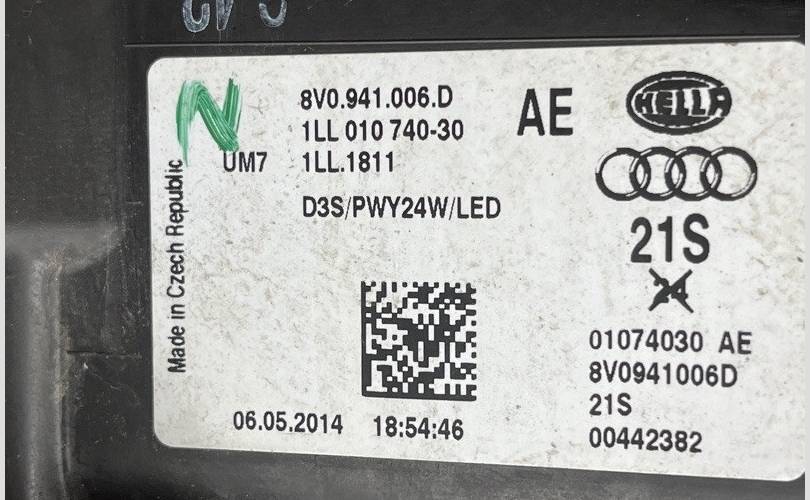 8V0.941.006.D
1LL 010 740-30
UM7 1LL.1811
D3S/PWY24W/LED
AE
HELLA
21S
24
Made in Czech Republic
01074030 AE
8V0941006D
21S
00442382
06.05.2014 18:54:46